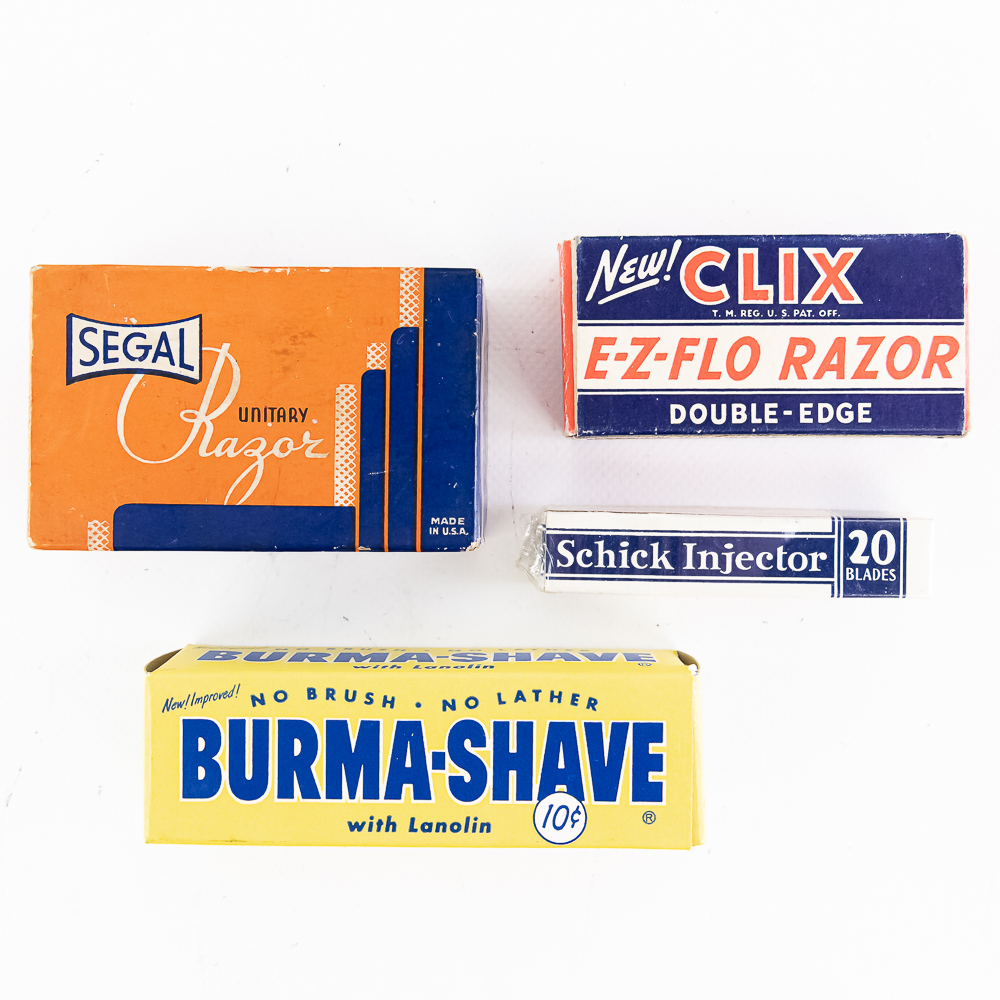 SEGAL
UNITARY
Razor
MADE
IN U.S.A.
New! CLIX
T. M. REG. U. S. PAT. OFF.
E-Z-FLO RAZOR
DOUBLE-EDGE
Schick Injector
20
BLADES
BURMA-SHAVE
with Lanolin
®
New! Improved!
NO BRUSH · NO LATHER
BURMA-SHAVE
with Lanolin
10¢
®